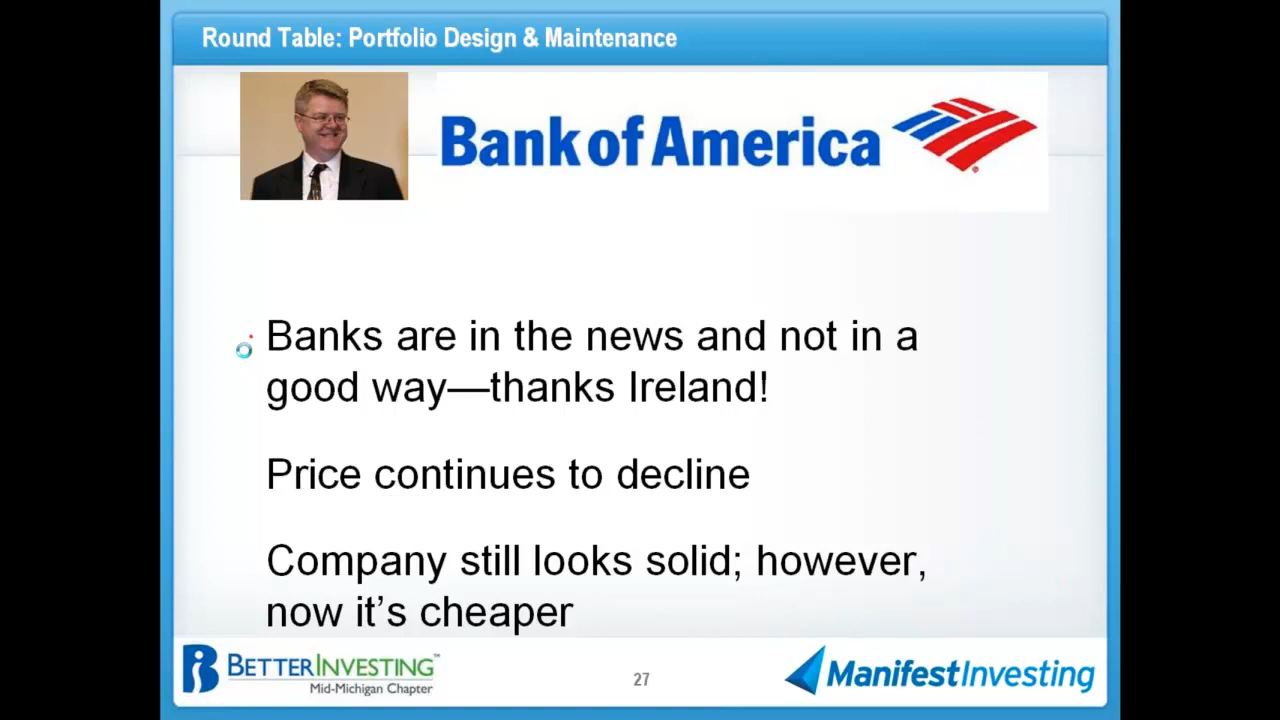 Round Table: Portfolio Design & Maintenance
Bank of America
Banks are in the news and not in a
good way—thanks Ireland!
Price continues to decline
Company still looks solid; however,
now it's cheaper
BETTERINVESTING™
Mid-Michigan Chapter
27
ManifestInvesting